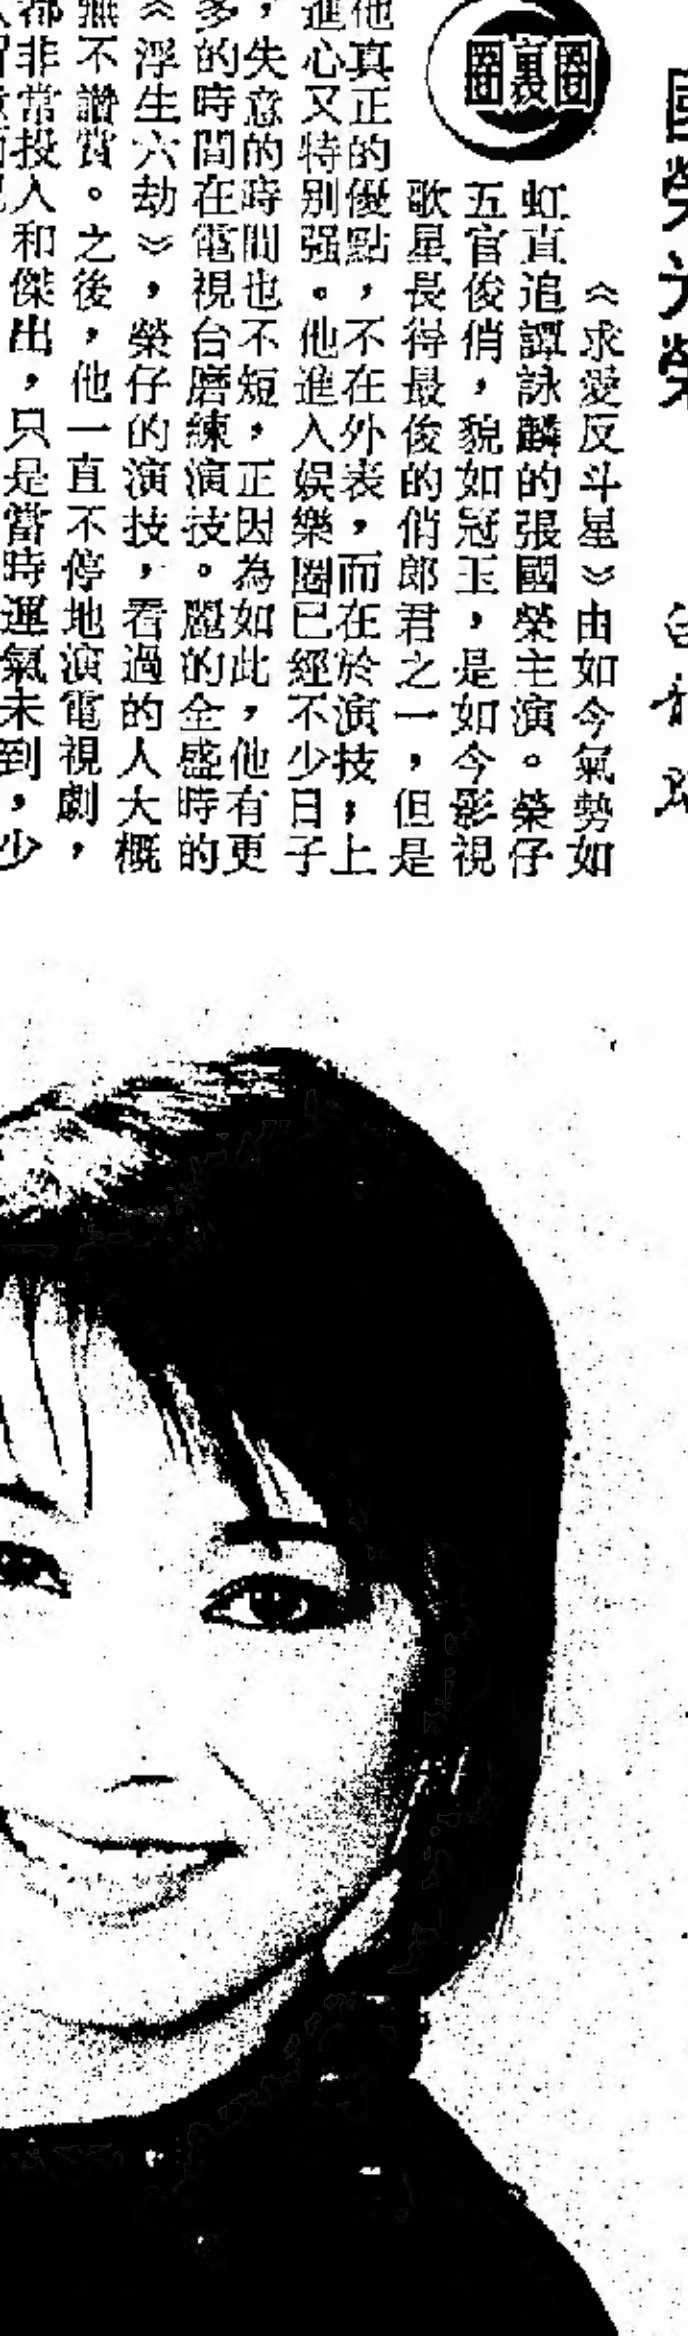 《求愛反斗星》由如今氣勢如
虹直追譚詠麟的張國榮主演。榮仔
五官俊俏，貌如冠玉，是如今影視
歌星長得最俊的俏郎君之一，但是
他真正的優點，不在外表，而在於演技；上
進心又特别强。他進入娛樂圈已經不少日子
，失意的時間也不短，正因為如此，他有更
多的時間在電視台磨練演技。麗的全盛時的
《浮生六劫》，榮仔的演技，看過的人大概
無不讚賞。之後，他一直不停地演電視劇，
都非常投入和傑出，只是當時運氣未到，少